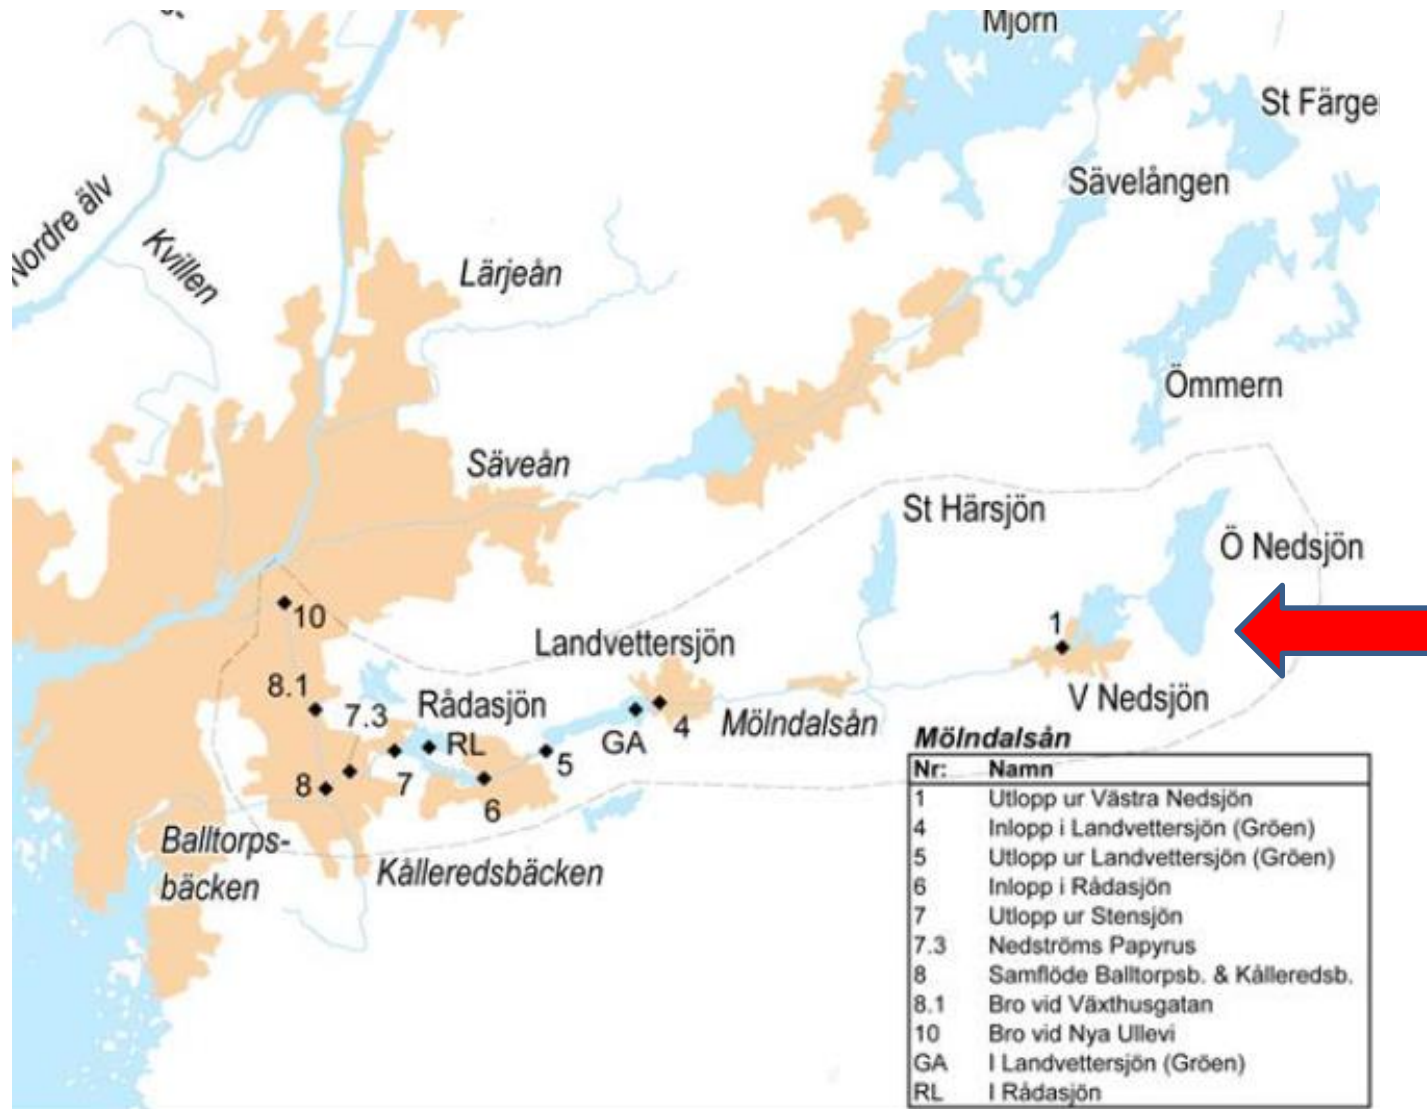 Mjörn
St Färge
Sävelången
Nordre älv
Kvillen
Lärjeån
Ömmern
Säveån
St Härsjön
Ö Nedsjön
10
1
Landvettersjön
8.1
7.3
Rådasjön
RL
GA
4
Mölndalsån
V Nedsjön
8
7
6
5
Balltorps-
bäcken
Kålleredsbäcken
Mölndalsån
Nr: Namn
1 Utlopp ur Västra Nedsjön
4 Inlopp i Landvettersjön (Gröen)
5 Utlopp ur Landvettersjön (Gröen)
6 Inlopp i Rådasjön
7 Utlopp ur Stensjön
7.3 Nedströms Papyrus
8 Samflöde Balltorpsb. & Kålleredsb.
8.1 Bro vid Växthusgatan
10 Bro vid Nya Ullevi
GA I Landvettersjön (Gröen)
RL I Rådasjön